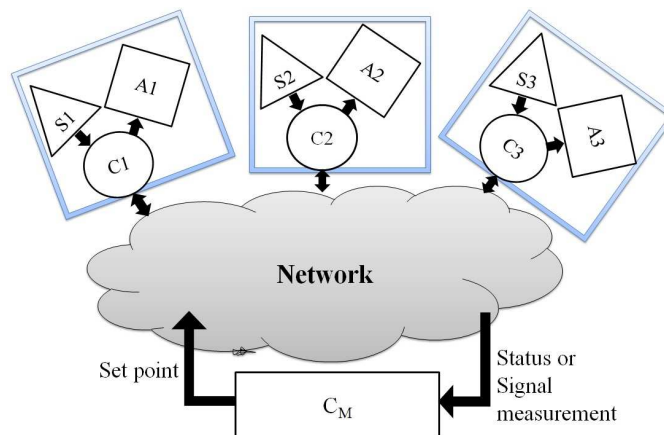 S1
A1
C1
S2
A2
C2
S3
A3
C3
Network
Set point
C_M
Status or
Signal
measurement